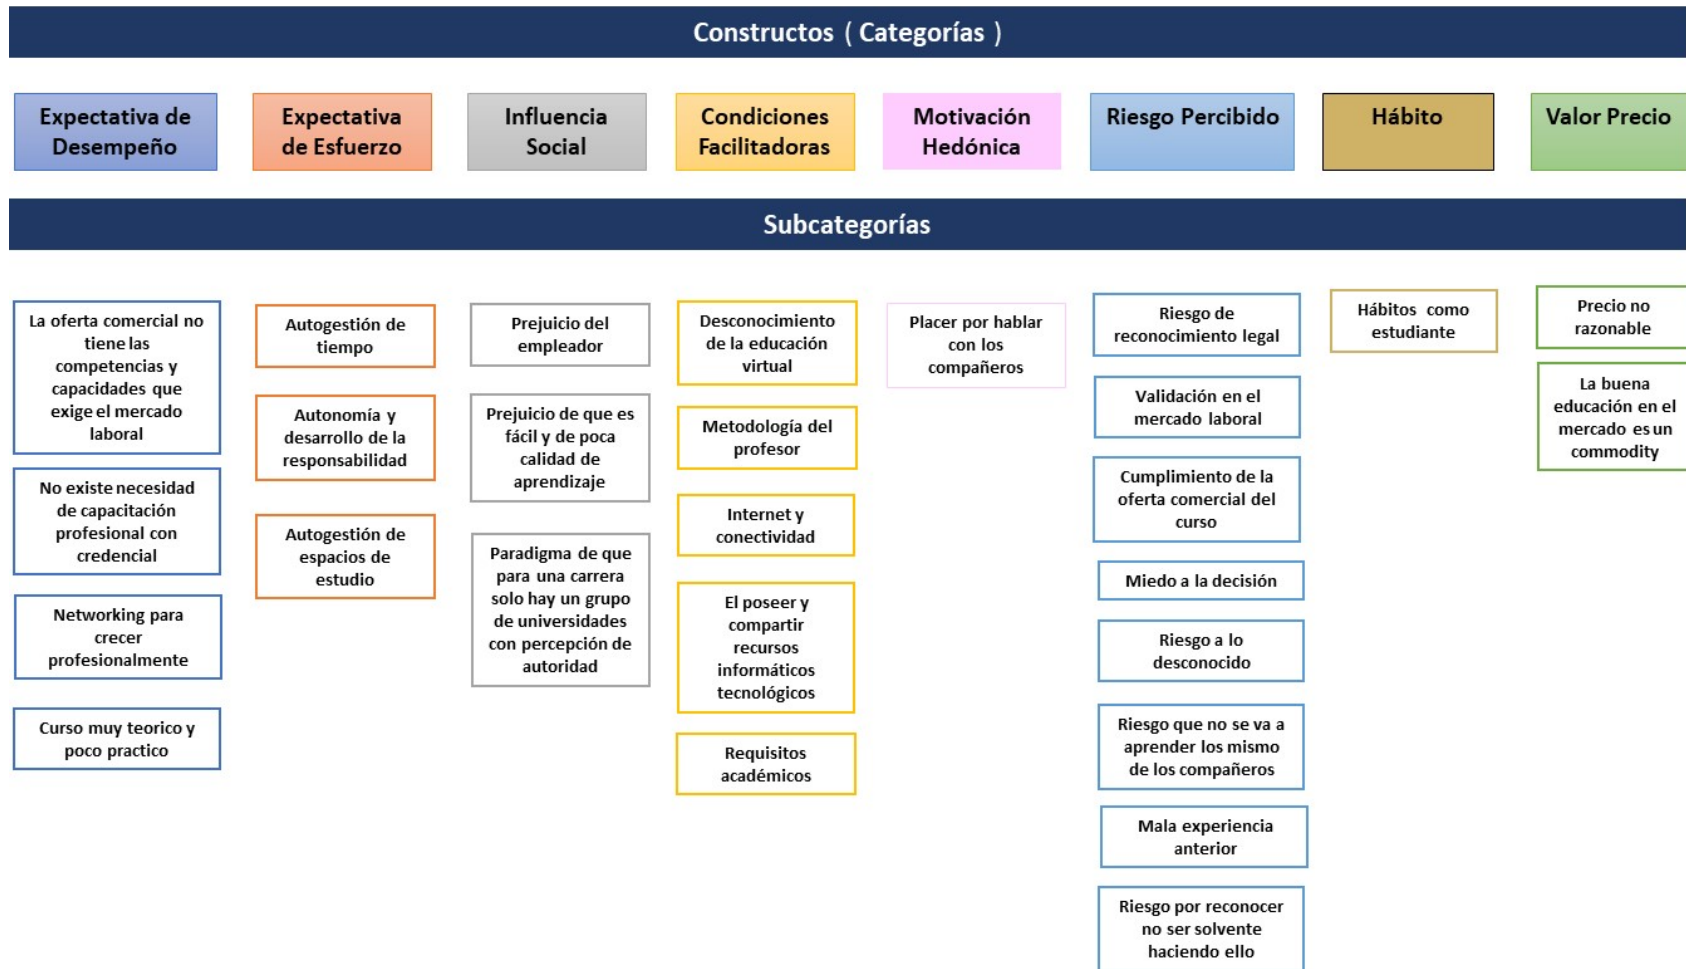 Constructos ( Categorías )
Expectativa de
Desempeño
Expectativa
de Esfuerzo
Influencia
Social
Condiciones
Facilitadoras
Motivación
Hedónica
Riesgo Percibido
Hábito
Valor Precio
Subcategorías
La oferta comercial no
tiene las
competencias y
capacidades que
exige el mercado
laboral
No existe necesidad
de capacitación
profesional con
credencial
Networking para
crecer
profesionalmente
Curso muy teorico y
poco practico
Autogestión de
tiempo
Autonomía y
desarrollo de la
responsabilidad
Autogestión de
espacios de
estudio
Prejuicio del
empleador
Prejuicio de que es
fácil y de poca
calidad de
aprendizaje
Paradigma de que
para una carrera
solo hay un grupo
de universidades
con percepción de
autoridad
Desconocimiento
de la educación
virtual
Metodología del
profesor
Internet y
conectividad
El poseer y
compartir
recursos
informáticos
tecnológicos
Requisitos
académicos
Placer por hablar
con los
compañeros
Riesgo de
reconocimiento legal
Validación en el
mercado laboral
Cumplimiento de la
oferta comercial del
curso
Miedo a la decisión
Riesgo a lo
desconocido
Riesgo que no se va a
aprender los mismo
de los compañeros
Mala experiencia
anterior
Riesgo por reconocer
no ser solvente
haciendo ello
Hábitos como
estudiante
Precio no
razonable
La buena
educación en el
mercado es un
commodity